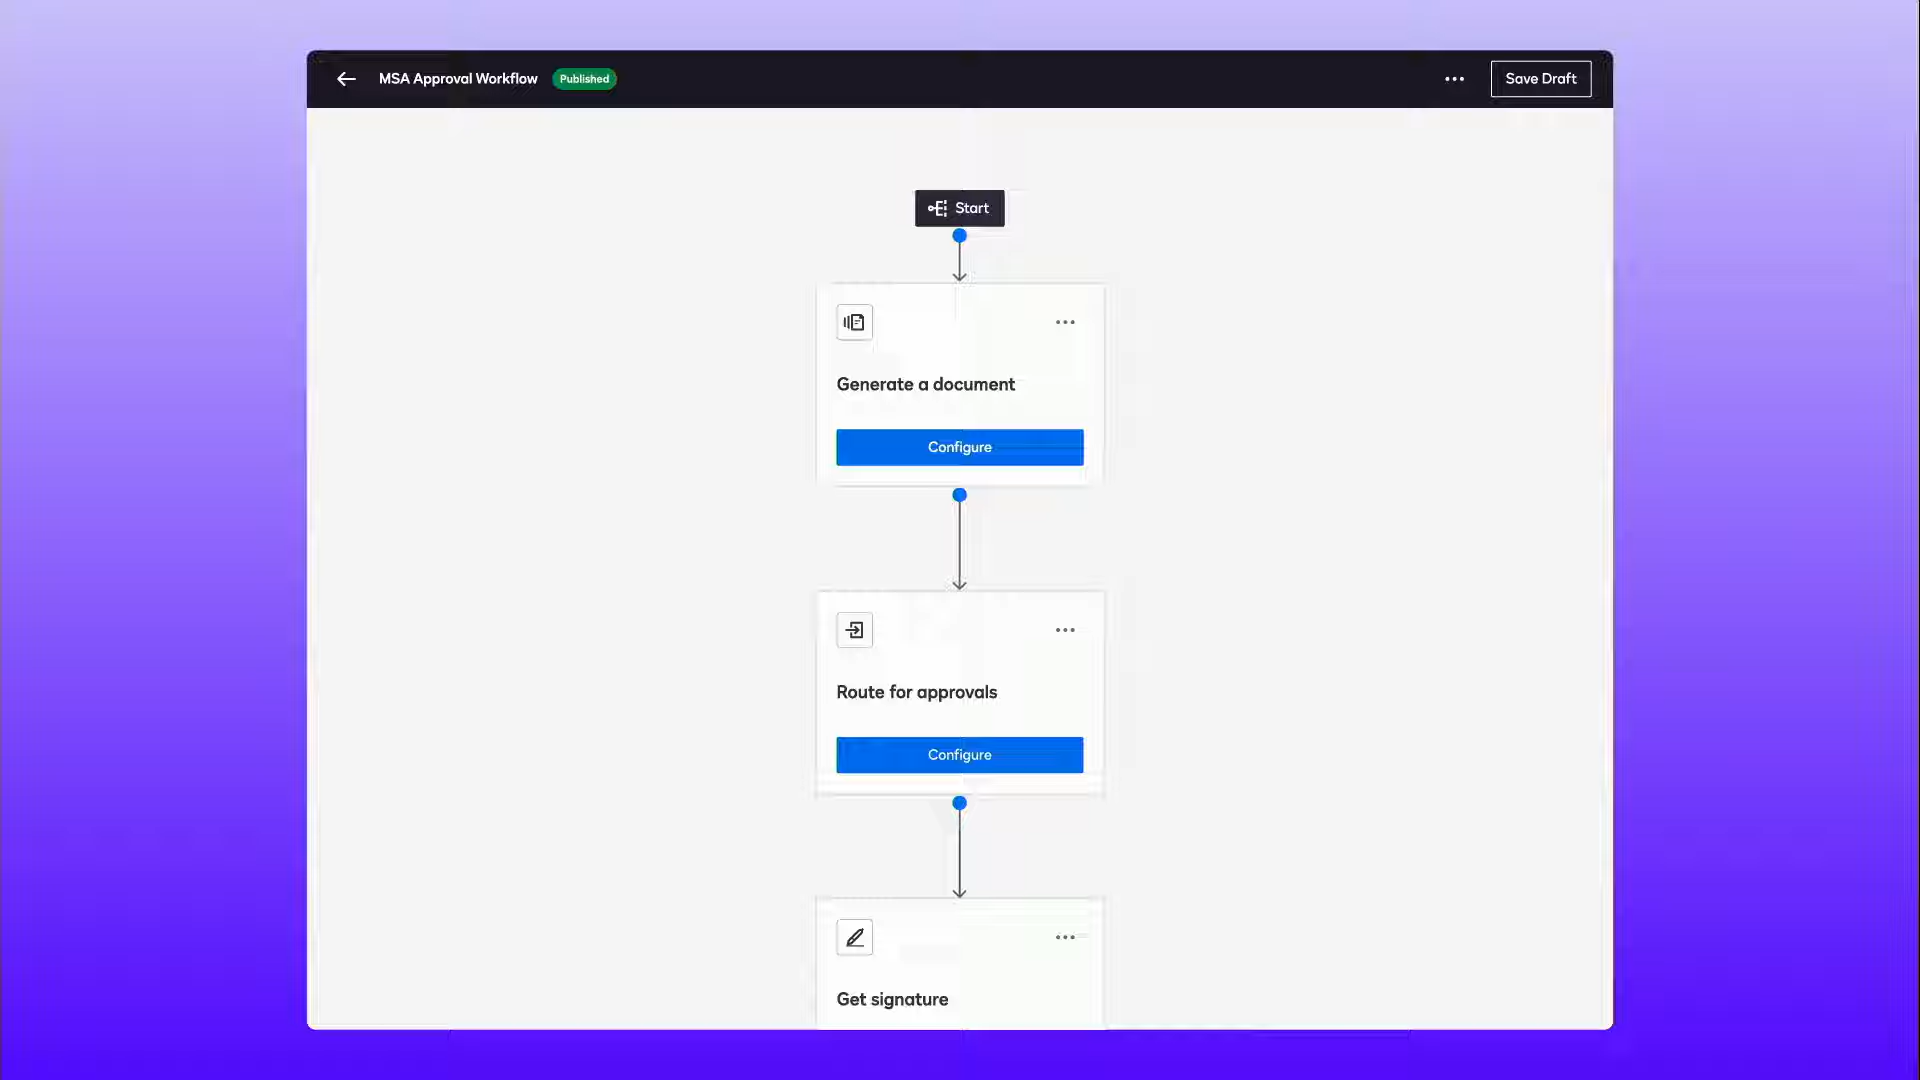 MSA Approval Workflow Published
Save Draft
Start
Generate a document
Configure
Route for approvals
Configure
Get signature